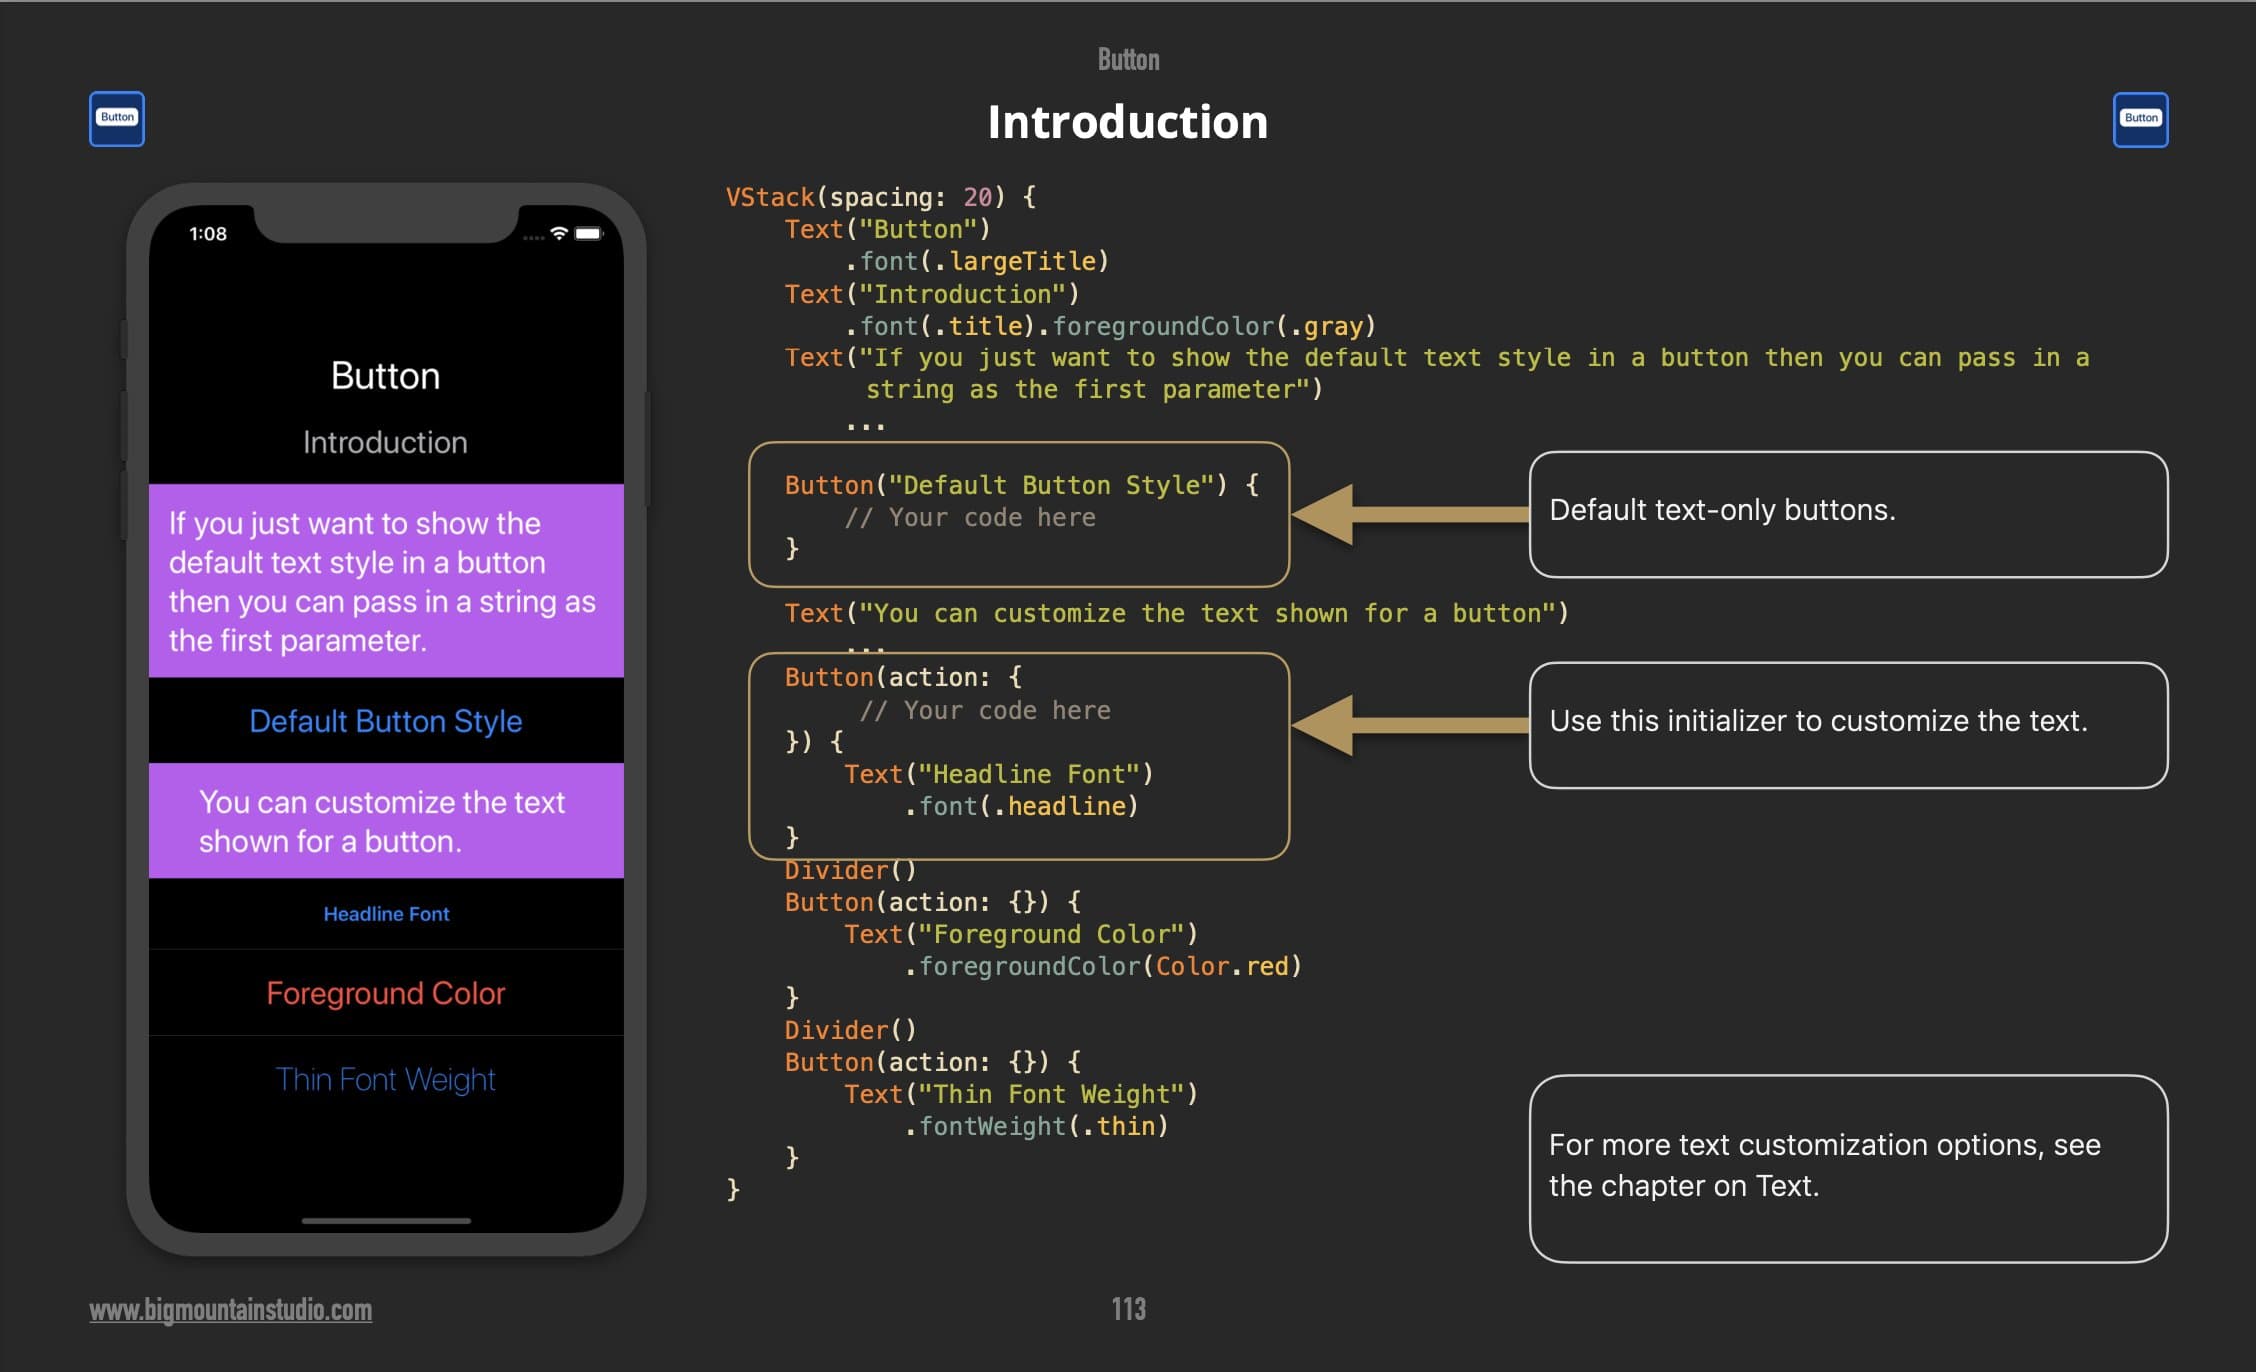 Button
Introduction
Button
Button
1:08
Button
Introduction
If you just want to show the
default text style in a button
then you can pass in a string as
the first parameter.
Default Button Style
You can customize the text
shown for a button.
Headline Font
Foreground Color
Thin Font Weight
VStack(spacing: 20) {
    Text("Button")
        .font(.largeTitle)
    Text("Introduction")
        .font(.title).foregroundColor(.gray)
    Text("If you just want to show the default text style in a button then you can pass in a
        string as the first parameter")
        ...
    Button("Default Button Style") {
        // Your code here
    }
    Text("You can customize the text shown for a button")
        ...
    Button(action: {
         // Your code here
    }) {
        Text("Headline Font")
            .font(.headline)
    }
    Divider()
    Button(action: {}) {
        Text("Foreground Color")
            .foregroundColor(Color.red)
    }
    Divider()
    Button(action: {}) {
        Text("Thin Font Weight")
            .fontWeight(.thin)
    }
}
Default text-only buttons.
Use this initializer to customize the text.
For more text customization options, see
the chapter on Text.
www.bigmountainstudio.com
113